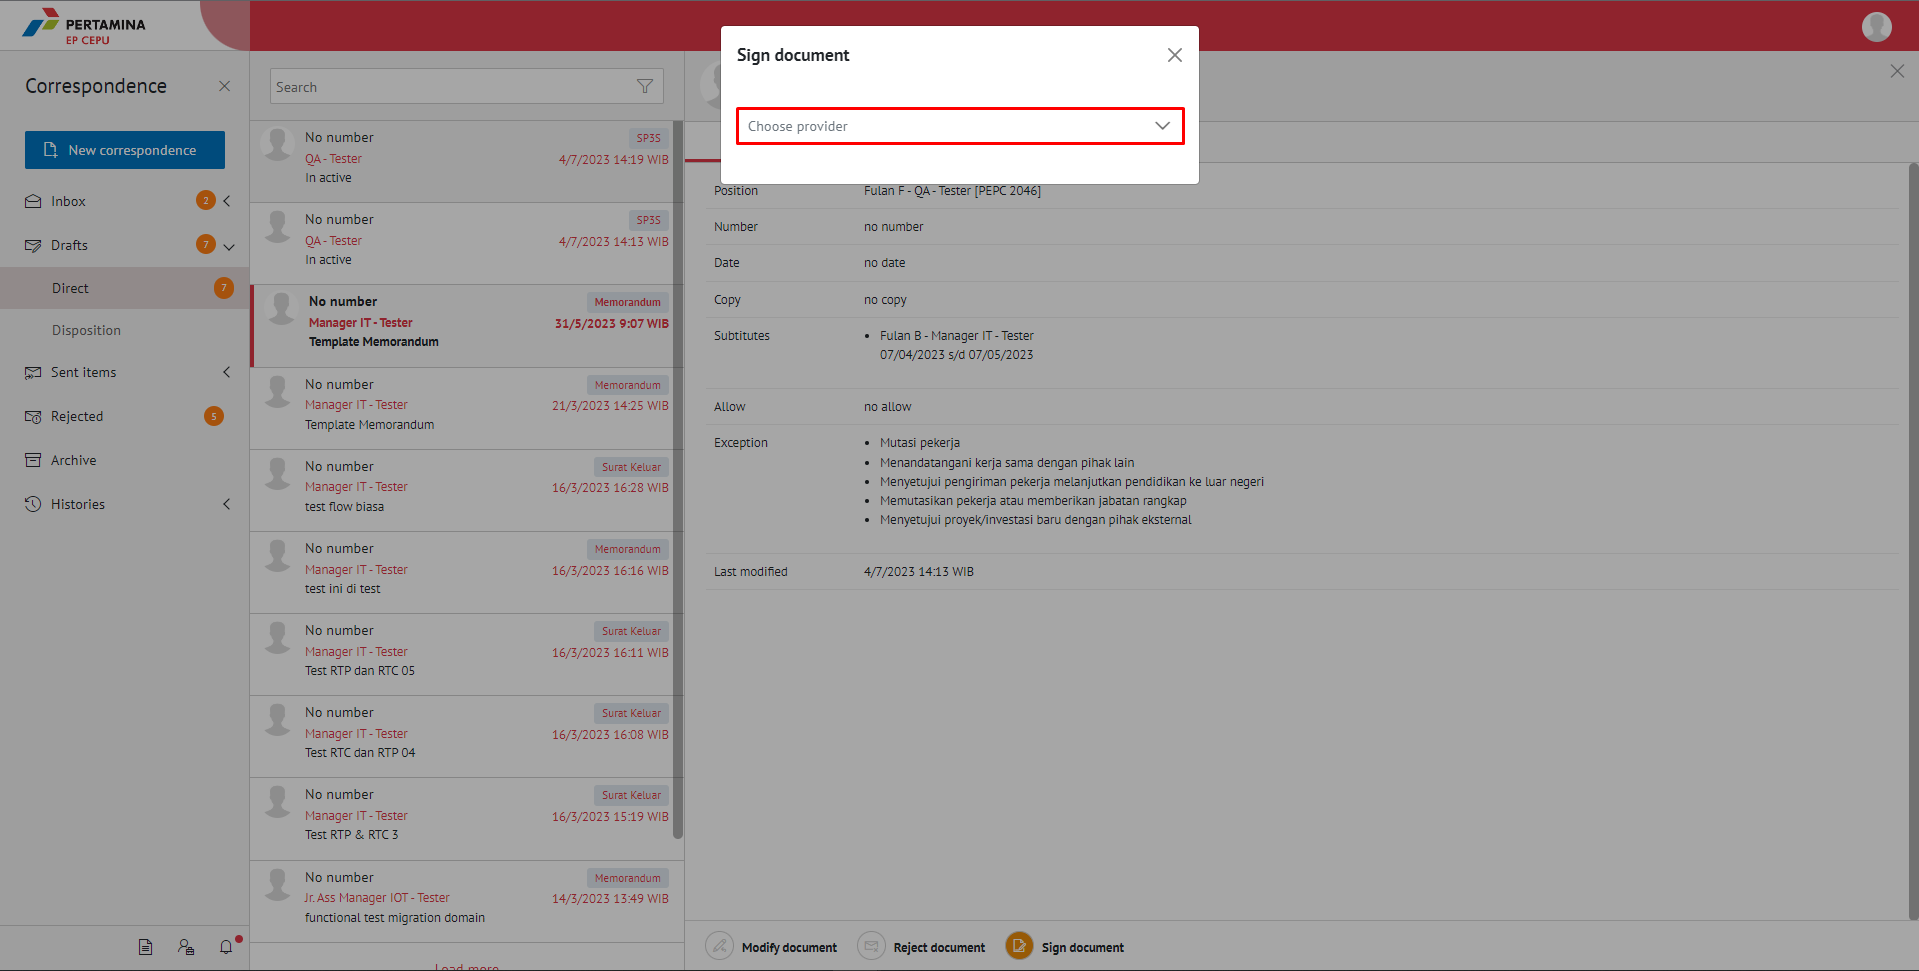 PERTAMINA
EP CEPU
Correspondence
New correspondence
Inbox 2
Drafts 7
Direct 7
Disposition
Sent items
Rejected 5
Archive
Histories
Search
No number SP3S
QA - Tester 4/7/2023 14:19 WIB
In active
No number SP3S
QA - Tester 4/7/2023 14:13 WIB
In active
No number Memorandum
Manager IT - Tester 31/5/2023 9:07 WIB
Template Memorandum
No number Memorandum
Manager IT - Tester 21/3/2023 14:25 WIB
Template Memorandum
No number Surat Keluar
Manager IT - Tester 16/3/2023 16:28 WIB
test flow biasa
No number Memorandum
Manager IT - Tester 16/3/2023 16:16 WIB
test ini di test
No number Surat Keluar
Manager IT - Tester 16/3/2023 16:11 WIB
Test RTP dan RTC 05
No number Surat Keluar
Manager IT - Tester 16/3/2023 16:08 WIB
Test RTC dan RTP 04
No number Surat Keluar
Manager IT - Tester 16/3/2023 15:19 WIB
Test RTP & RTC 3
No number Memorandum
Jr. Ass Manager IOT - Tester 14/3/2023 13:49 WIB
functional test migration domain
Load more
Sign document
Choose provider
Position Fulan F - QA - Tester [PEPC 2046]
Number no number
Date no date
Copy no copy
Subtitutes • Fulan B - Manager IT - Tester
07/04/2023 s/d 07/05/2023
Allow no allow
Exception • Mutasi pekerja
• Menandatangani kerja sama dengan pihak lain
• Menyetujui pengiriman pekerja melanjutkan pendidikan ke luar negeri
• Memutasikan pekerja atau memberikan jabatan rangkap
• Menyetujui proyek/investasi baru dengan pihak eksternal
Last modified 4/7/2023 14:13 WIB
Modify document Reject document Sign document